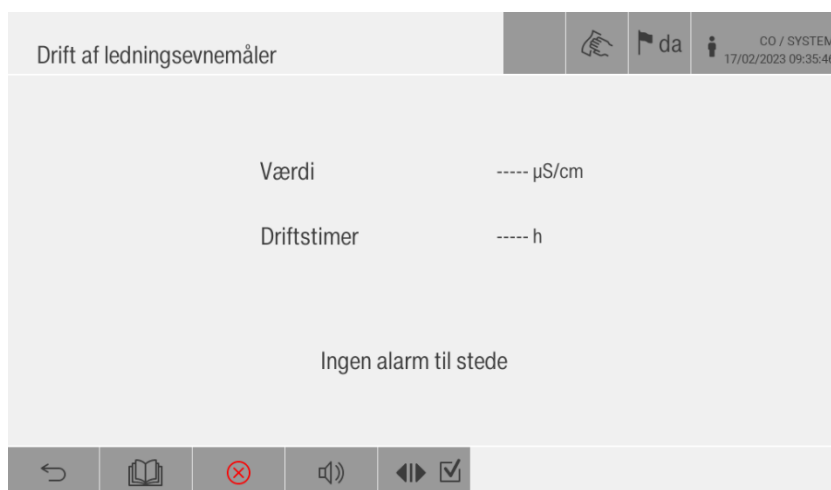 Drift af ledningsevnemåler
da
CO / SYSTEM
17/02/2023 09:35:46
Værdi ----- µS/cm
Driftstimer ----- h
Ingen alarm til stede